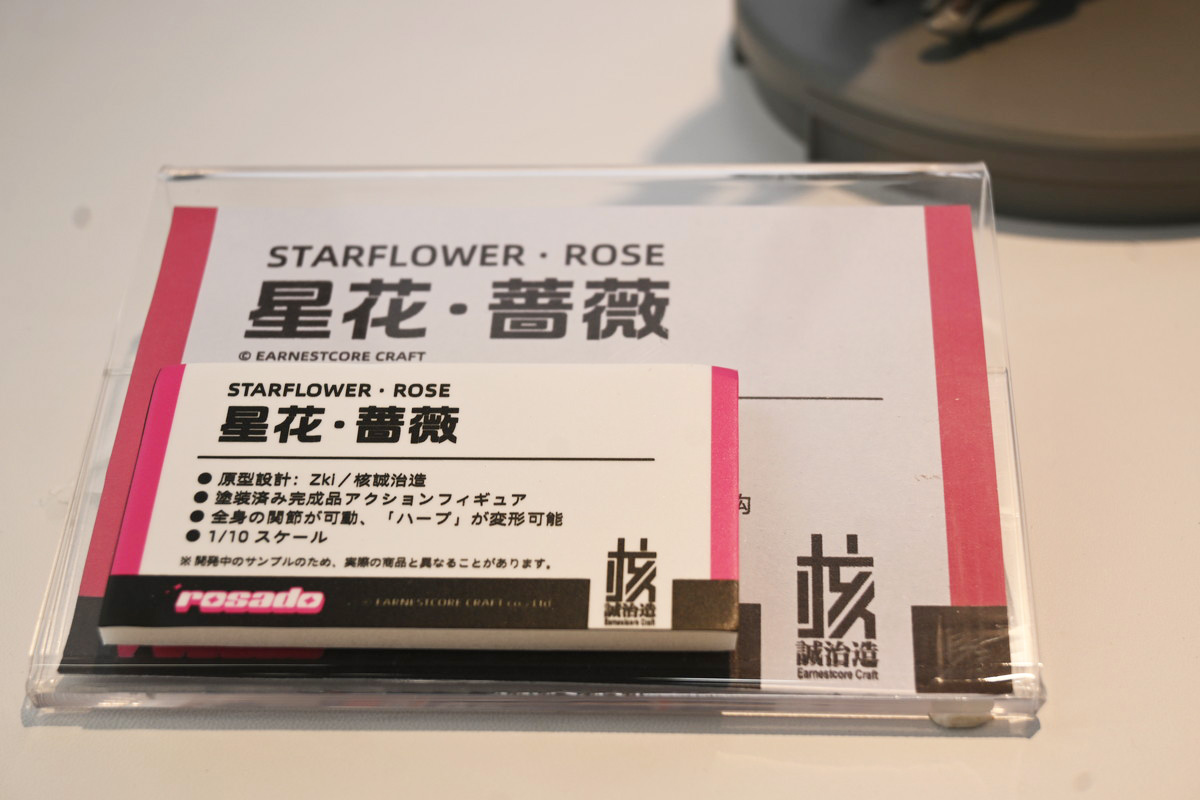 STARFLOWER · ROSE
星花·蔷薇
© EARNESTCORE CRAFT
STARFLOWER · ROSE
星花·蔷薇
● 原型設計：Zki／核誠治造
● 塗装済み完成品アクションフィギュア
● 全身の関節が可動、「ハープ」が変形可能
● 1/10 スケール
※ 開発中のサンプルのため、実際の商品と異なることがあります。
rosado
© EARNESTCORE CRAFT co., Ltd
核
誠治造
Earnestcore Craft
核
誠治造
Earnestcore Craft